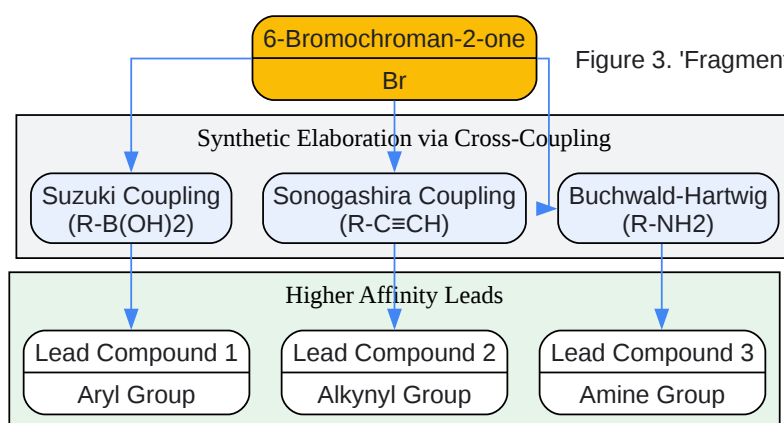 6-Bromochroman-2-one
Br
Figure 3. 'Fragment
Synthetic Elaboration via Cross-Coupling
Suzuki Coupling
(R-B(OH)2)
Sonogashira Coupling
(R-C≡CH)
Buchwald-Hartwig
(R-NH2)
Higher Affinity Leads
Lead Compound 1
Aryl Group
Lead Compound 2
Alkynyl Group
Lead Compound 3
Amine Group